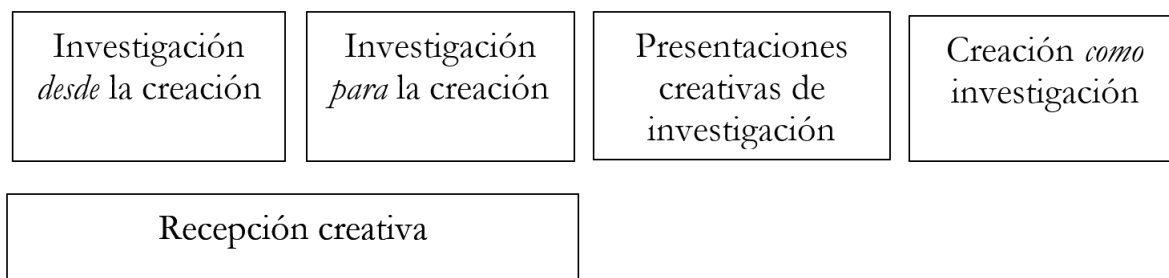 Investigación
desde la creación
Investigación
para la creación
Presentaciones
creativas de
investigación
Creación como
investigación
Recepción creativa